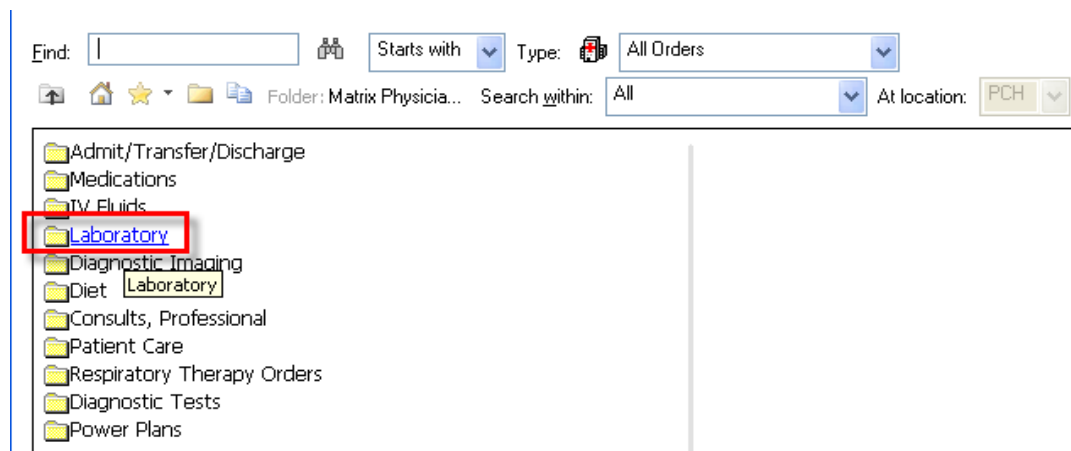 Find: Starts with Type: All Orders
Folder: Matrix Physicia... Search within: All At location: PCH
Admit/Transfer/Discharge
Medications
IV Fluids
Laboratory
Diagnostic Imaging
Diet Laboratory
Consults, Professional
Patient Care
Respiratory Therapy Orders
Diagnostic Tests
Power Plans